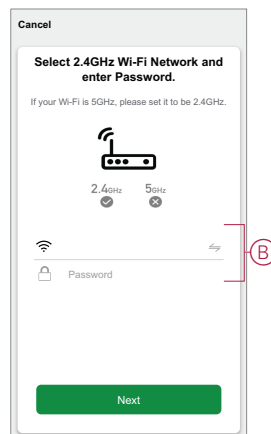 Cancel
Select 2.4GHz Wi-Fi Network and
enter Password.
If your Wi-Fi is 5GHz, please set it to be 2.4GHz.
2.4GHz 5GHz
B
Password
Next